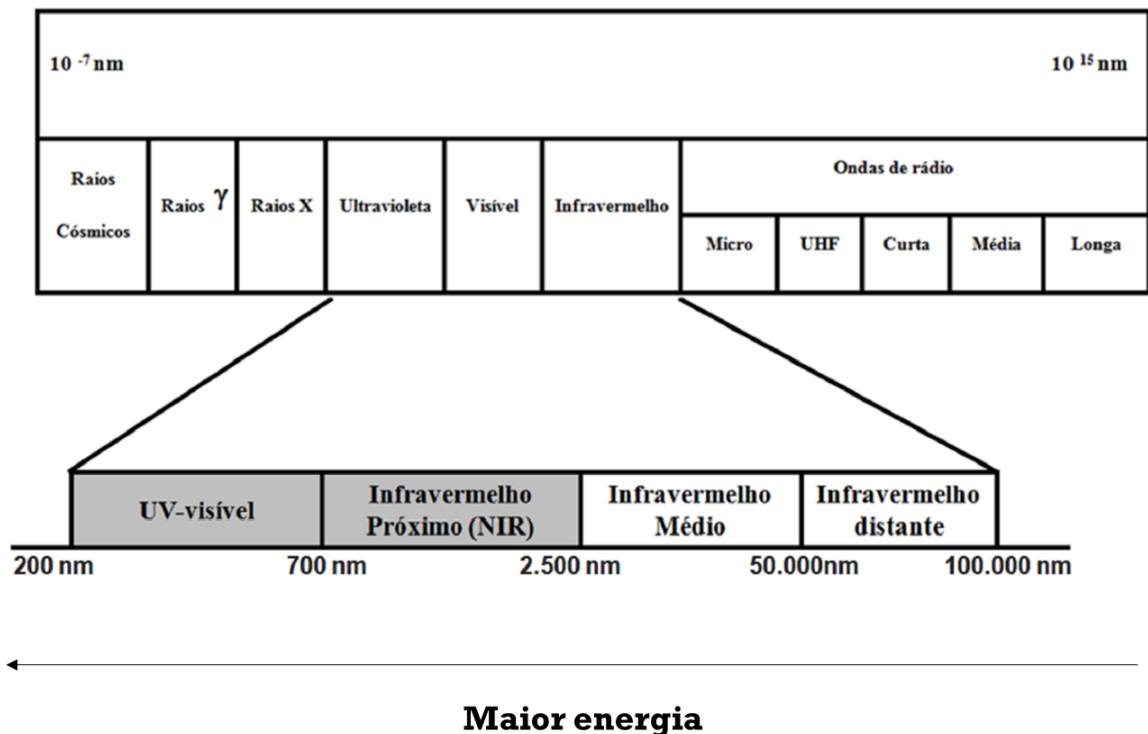 10 -7 nm
10 15 nm
Raios
Cósmicos
Raios γ
Raios X
Ultravioleta
Visível
Infravermelho
Ondas de rádio
Micro
UHF
Curta
Média
Longa
UV-visível
Infravermelho
Próximo (NIR)
Infravermelho
Médio
Infravermelho
distante
200 nm
700 nm
2.500 nm
50.000nm
100.000 nm
Maior energia